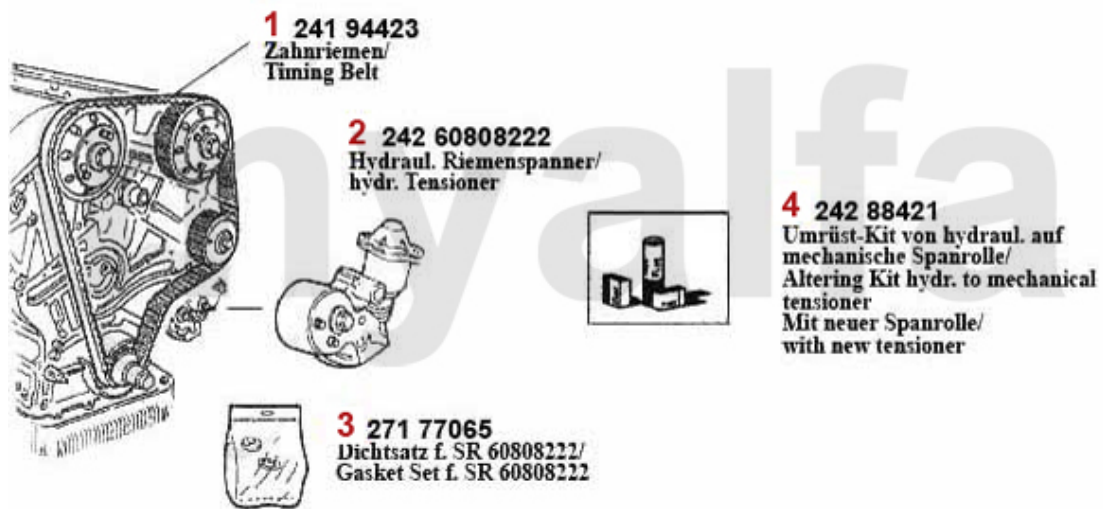 1 241 94423
Zahnriemen/
Timing Belt
2 242 60808222
Hydraul. Riemenspanner/
hydr. Tensioner
4 242 88421
Umrüst-Kit von hydraul. auf
mechanische Spanrolle/
Altering Kit hydr. to mechanical
tensioner
Mit neuer Spanrolle/
with new tensioner
3 271 77065
Dichtsatz f. SR 60808222/
Gasket Set f. SR 60808222
myalfa